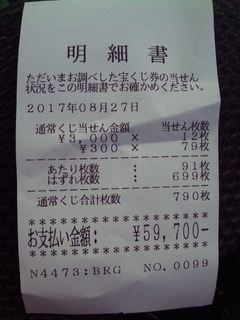 明細書
ただいまお調べした宝くじ券の当せん
状況をこの明細書でお確かめください。
2017年08月27日
通常くじ当せん金額 当せん枚数
¥3,000 × 12枚
¥300 × 79枚
あたり枚数 : 91枚
はずれ枚数 : 699枚
通常くじ合計枚数 790枚
********************
お支払い金額: ¥59,700-
********************
N4473:BRG NO.0099